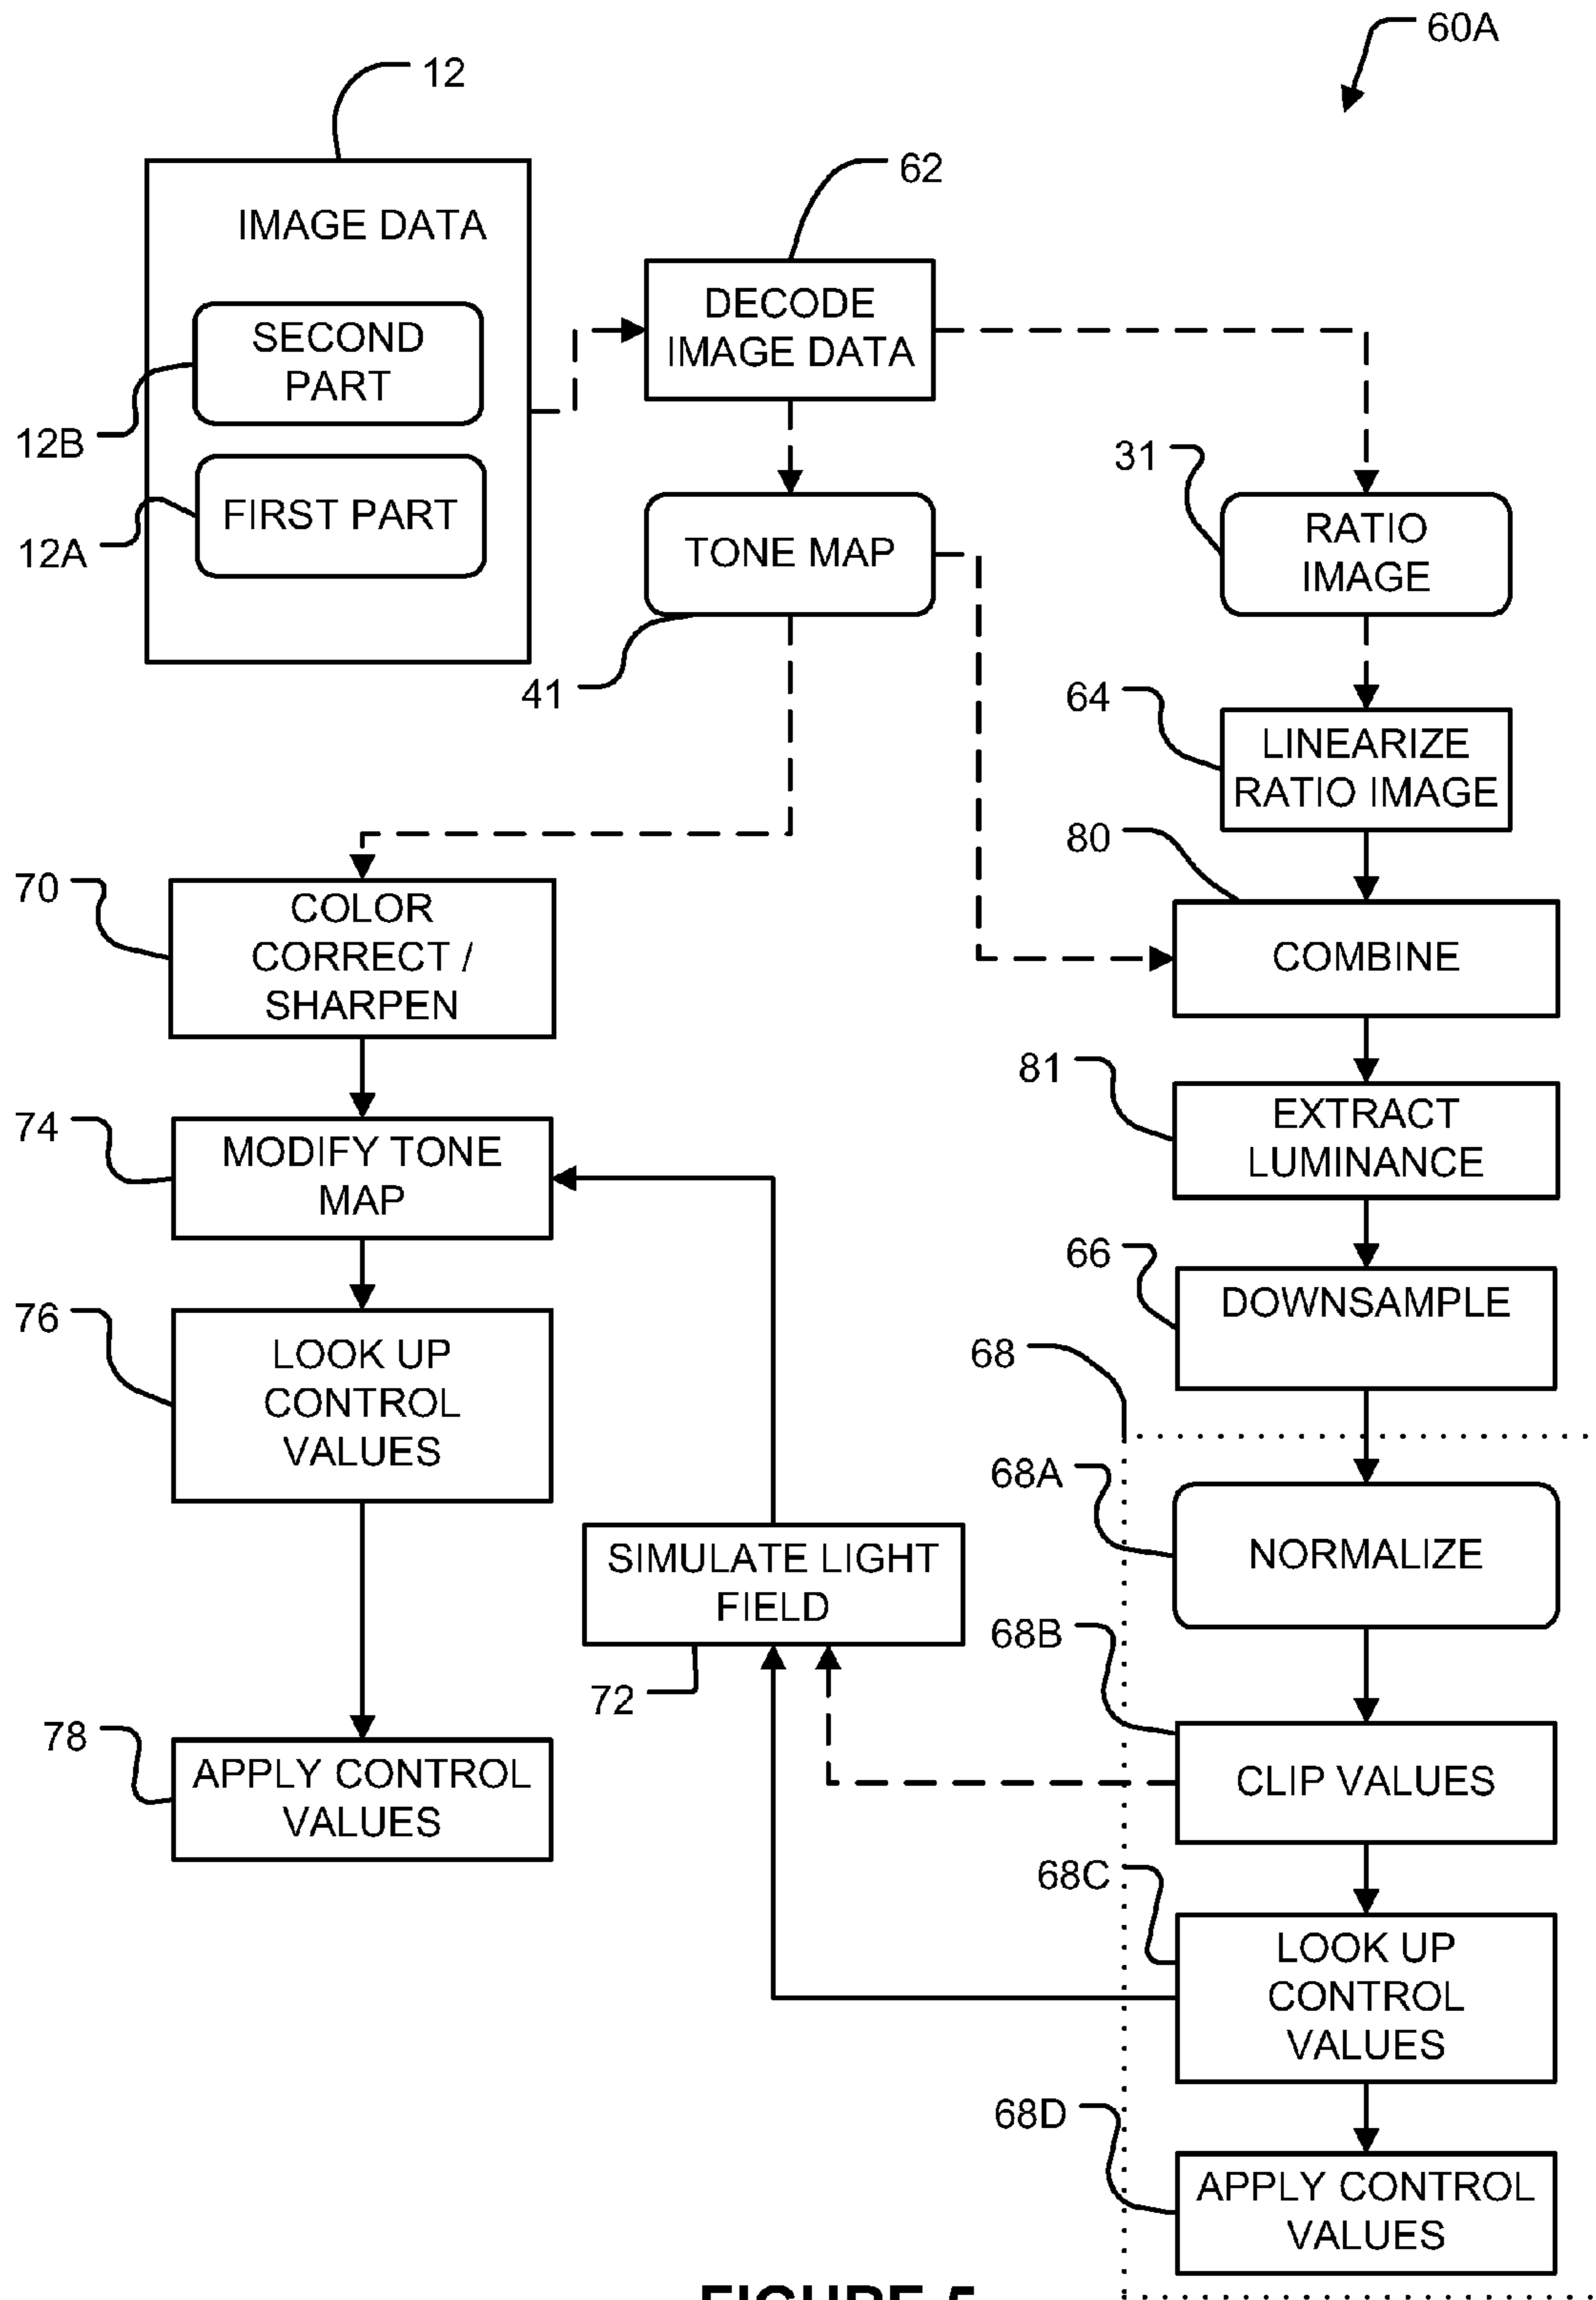 60A
12
62
IMAGE DATA
DECODE
IMAGE DATA
SECOND
PART
12B
31
FIRST PART
12A
TONE MAP
RATIO
IMAGE
41
64
LINEARIZE
RATIO IMAGE
80
70
COLOR
CORRECT /
SHARPEN
COMBINE
81
74
MODIFY TONE
MAP
EXTRACT
LUMINANCE
66
DOWNSAMPLE
76
LOOK UP
CONTROL
VALUES
68
68A
NORMALIZE
SIMULATE LIGHT
FIELD
68B
72
78
APPLY CONTROL
VALUES
CLIP VALUES
68C
LOOK UP
CONTROL
VALUES
68D
APPLY CONTROL
VALUES
FIGURE 5